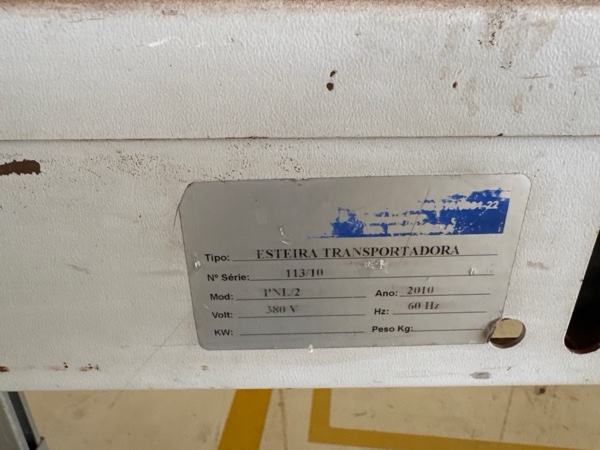 Tipo: ESTEIRA TRANSPORTADORA
Nº Série: 113/10
Mod: PNL/2 Ano: 2010
Volt: 380 V Hz: 60 Hz
KW: Peso Kg: